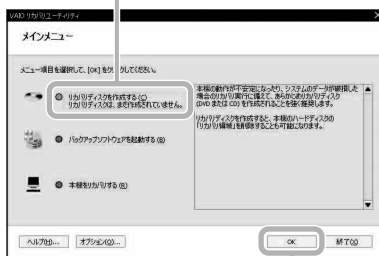 VAIO リカバリユーティリティ
メインメニュー
メニュー項目を選択して、[OK] をクリックしてください。
リカバリディスクを作成する (C)
リカバリディスクは、まだ作成されていません。
バックアップソフトウェアを起動する (B)
本機をリカバリする (R)
本機の動作が不安定になったり、システムのデータが破損した
場合のリカバリ実行に備えて、あらかじめリカバリディスク
(DVD または CD) を作成されることを強く推奨します。
リカバリディスクを作成すると、本機のハードディスクの
「リカバリ領域」を削除することも可能になります。
ヘルプ(H)...
オプション(O)...
OK
終了(X)